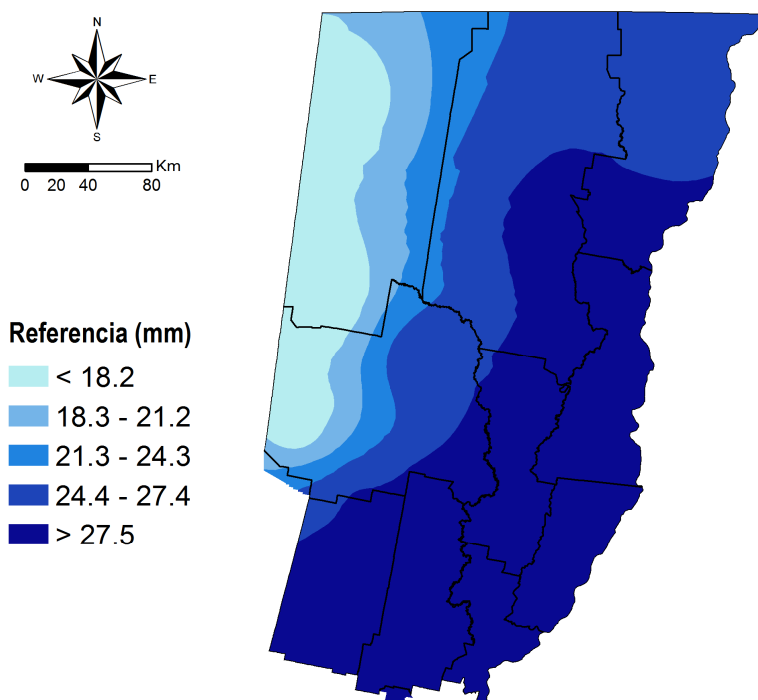 N
W E
S
Km
0 20 40 80
Referencia (mm)
< 18.2
18.3 - 21.2
21.3 - 24.3
24.4 - 27.4
> 27.5